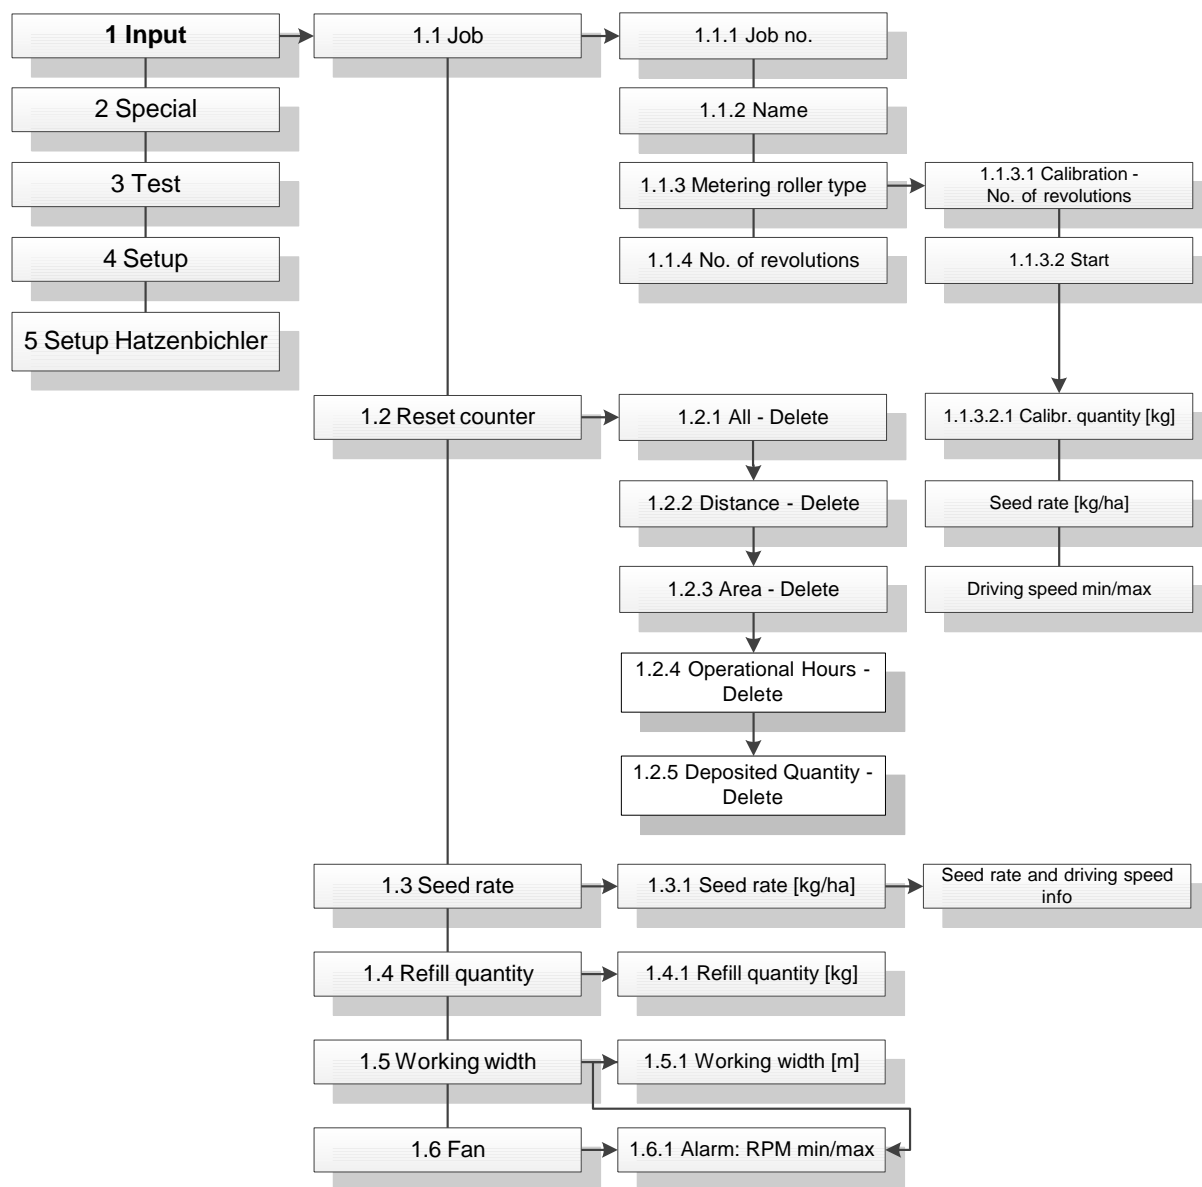 1 Input
1.1 Job
1.1.1 Job no.
2 Special
1.1.2 Name
3 Test
1.1.3 Metering roller type
1.1.3.1 Calibration -
No. of revolutions
4 Setup
1.1.4 No. of revolutions
1.1.3.2 Start
5 Setup Hatzenbichler
1.2 Reset counter
1.2.1 All - Delete
1.1.3.2.1 Calibr. quantity [kg]
1.2.2 Distance - Delete
Seed rate [kg/ha]
1.2.3 Area - Delete
Driving speed min/max
1.2.4 Operational Hours -
Delete
1.2.5 Deposited Quantity -
Delete
1.3 Seed rate
1.3.1 Seed rate [kg/ha]
Seed rate and driving speed
info
1.4 Refill quantity
1.4.1 Refill quantity [kg]
1.5 Working width
1.5.1 Working width [m]
1.6 Fan
1.6.1 Alarm: RPM min/max